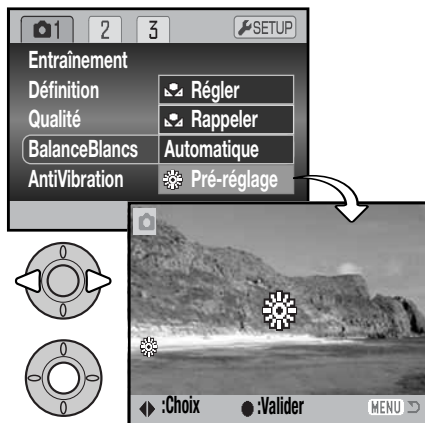 1 2 3 SETUP
Entraînement
Définition Régler
Qualité Rappeler
BalanceBlancs Automatique
AntiVibration Pré-réglage
:Choix :Valider MENU